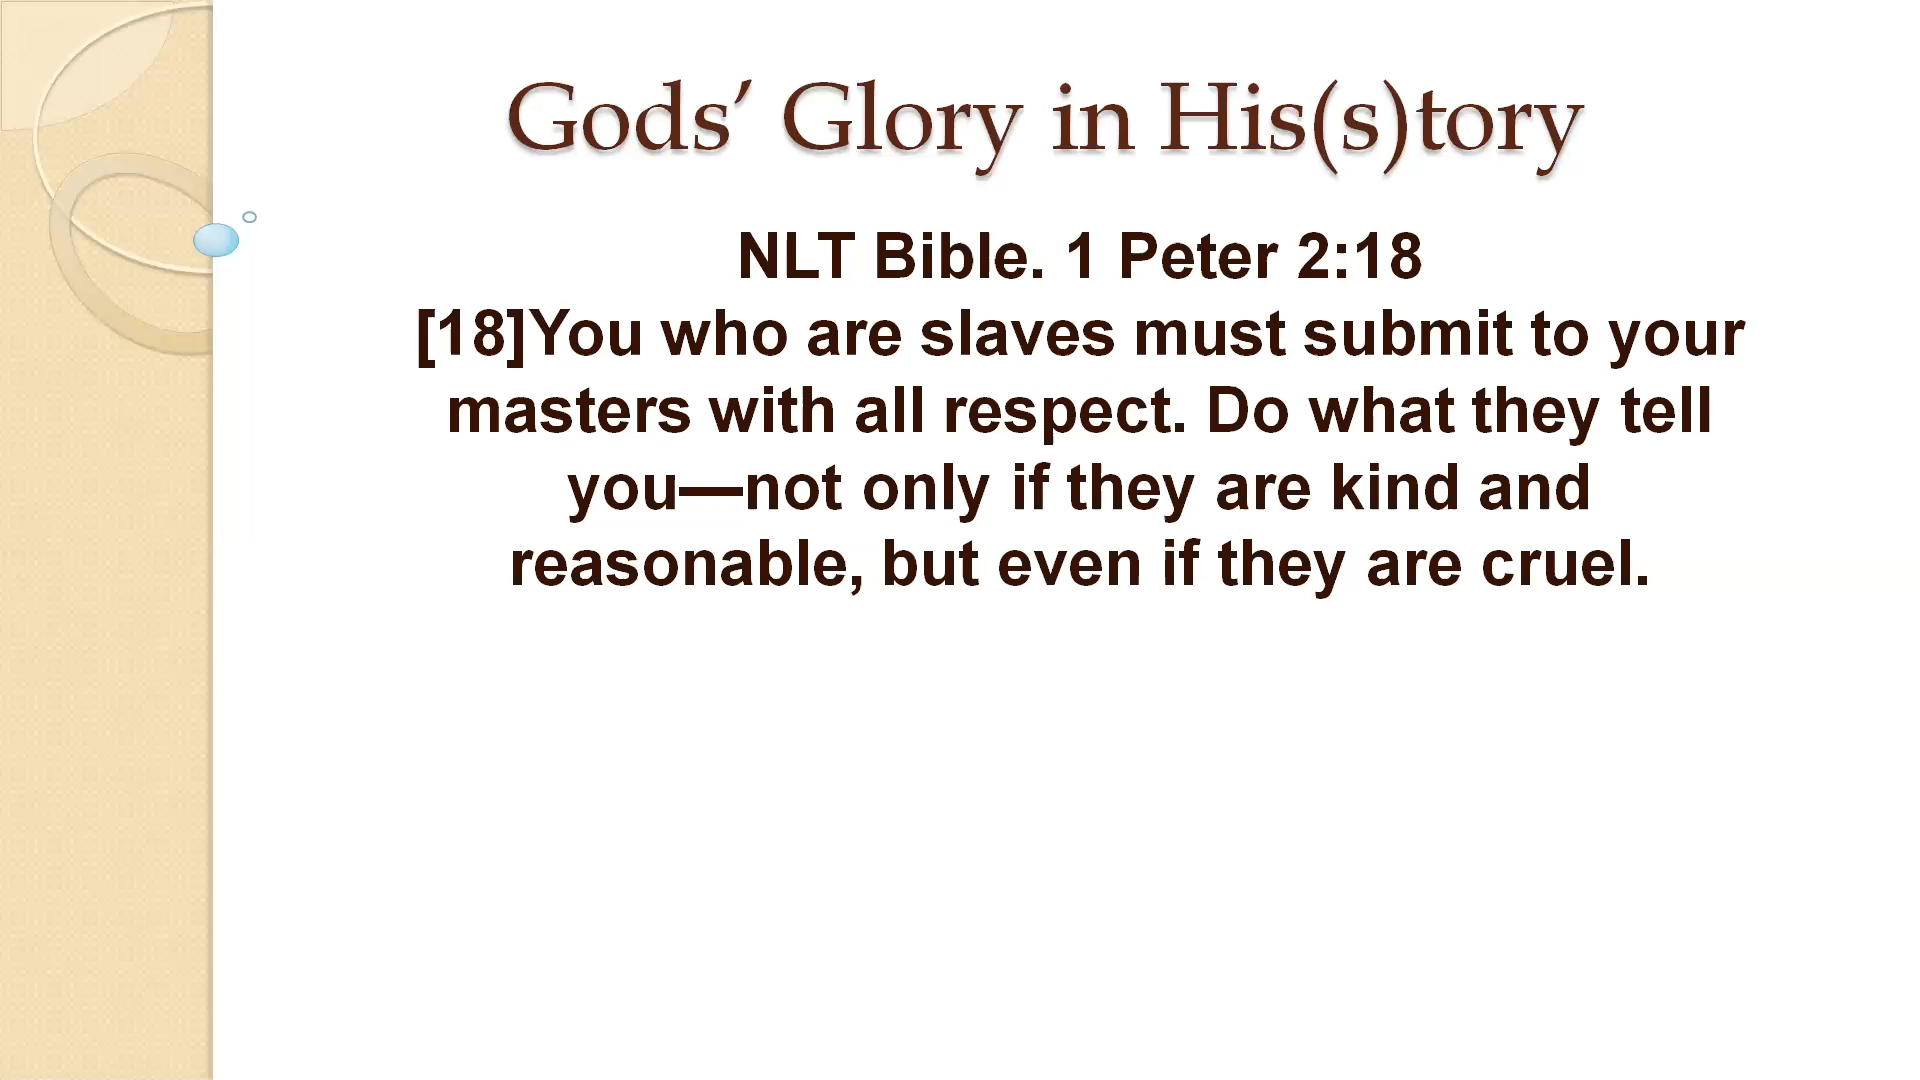 Gods’ Glory in His(s)tory
NLT Bible. 1 Peter 2:18
[18]You who are slaves must submit to your
masters with all respect. Do what they tell
you—not only if they are kind and
reasonable, but even if they are cruel.